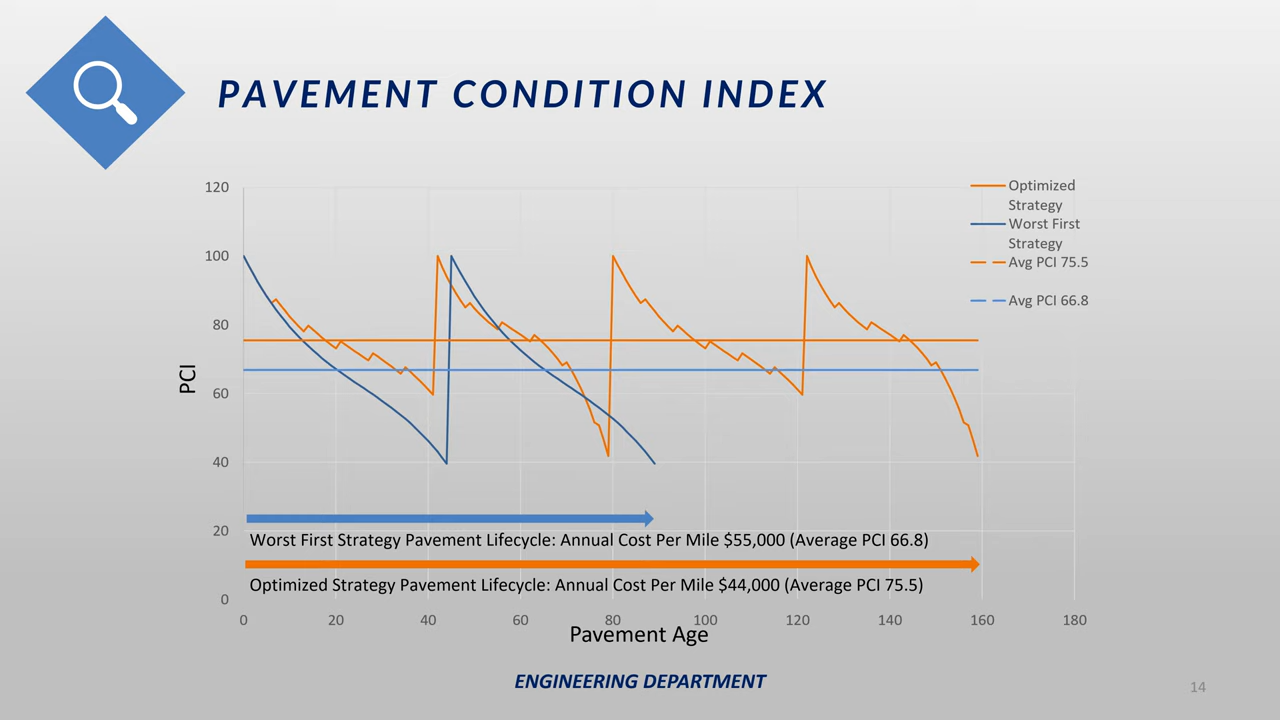 PAVEMENT CONDITION INDEX
120
100
80
60
40
20
0
PCI
Optimized
Strategy
Worst First
Strategy
Avg PCI 75.5
Avg PCI 66.8
Worst First Strategy Pavement Lifecycle: Annual Cost Per Mile $55,000 (Average PCI 66.8)
Optimized Strategy Pavement Lifecycle: Annual Cost Per Mile $44,000 (Average PCI 75.5)
0 20 40 60 80 100 120 140 160 180
Pavement Age
ENGINEERING DEPARTMENT
14